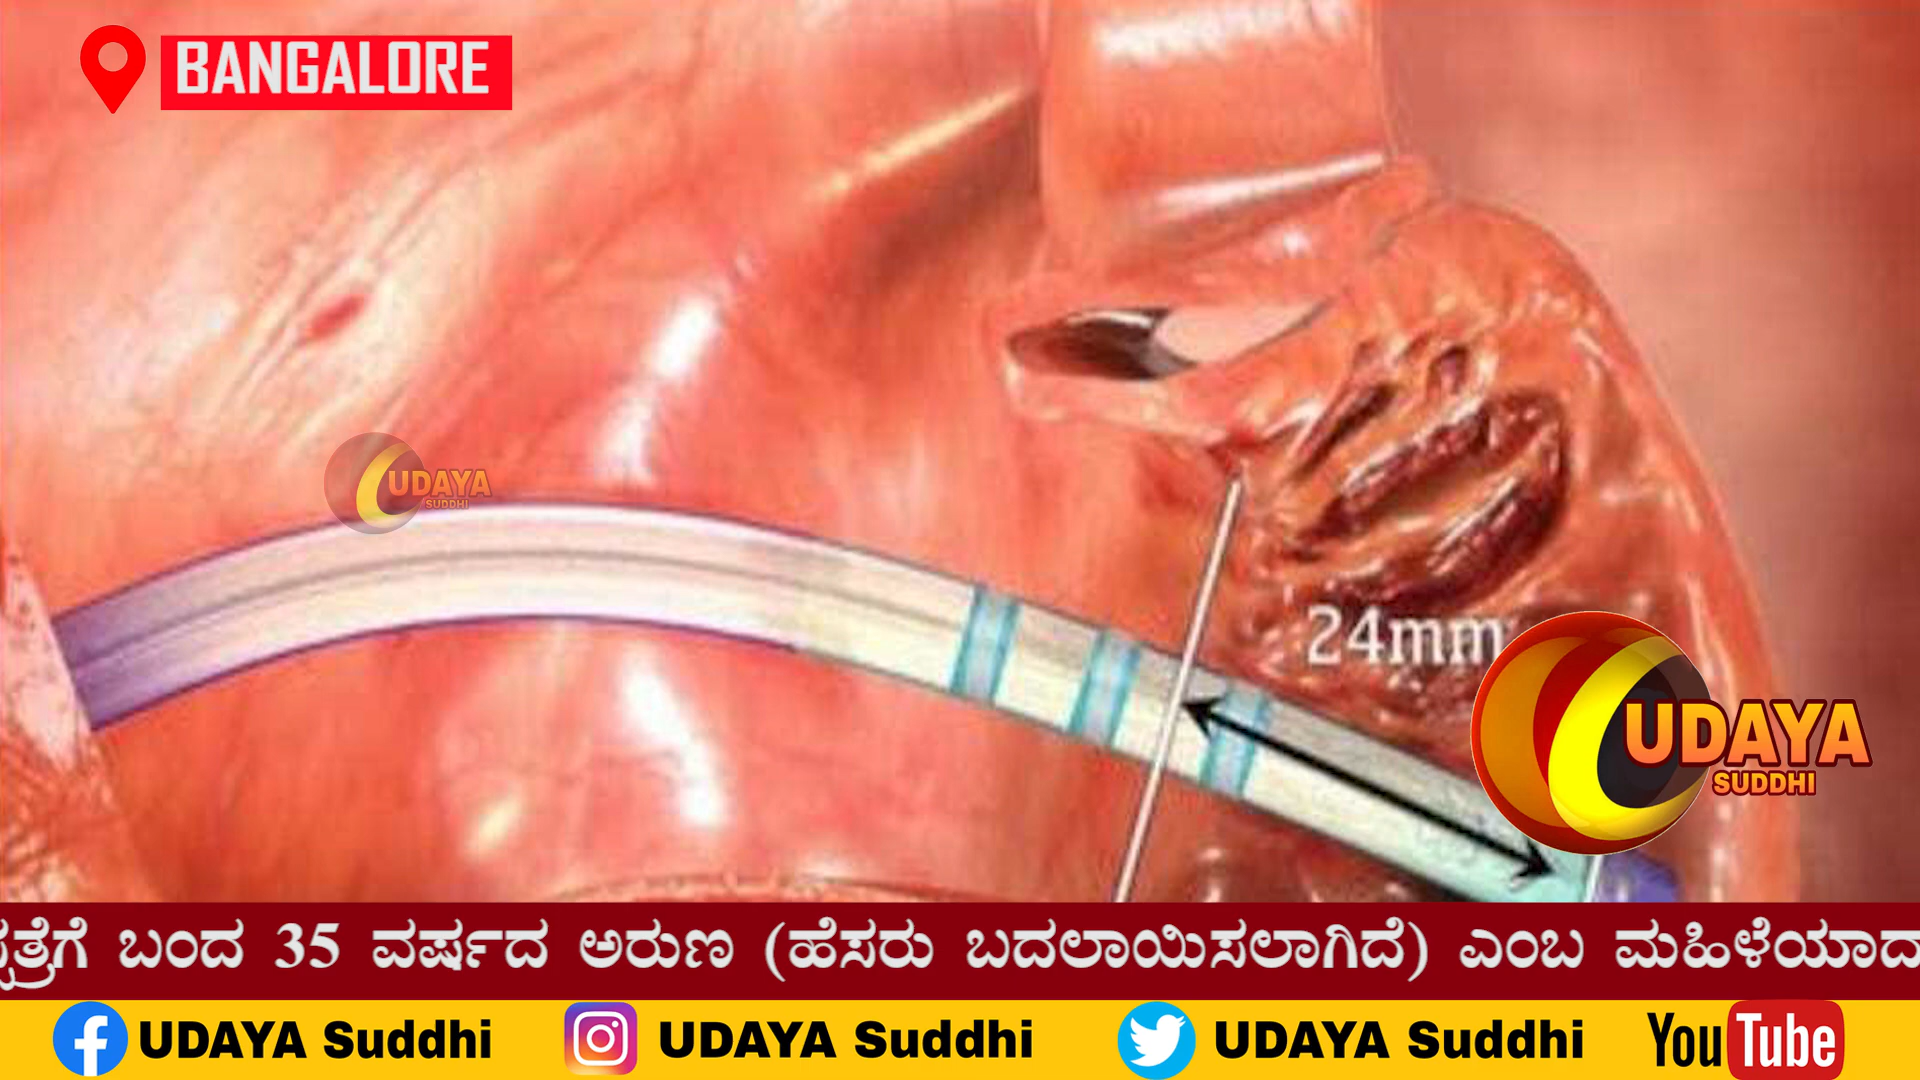 BANGALORE
UDAYA
SUDDHI
24mm
UDAYA
SUDDHI
ಬಂದ 35 ವರ್ಷದ ಅರುಣ (ಹೆಸರು ಬದಲಾಯಿಸಲಾಗಿದೆ) ಎಂಬ
UDAYA Suddhi UDAYA Suddhi UDAYA Suddhi YouTube